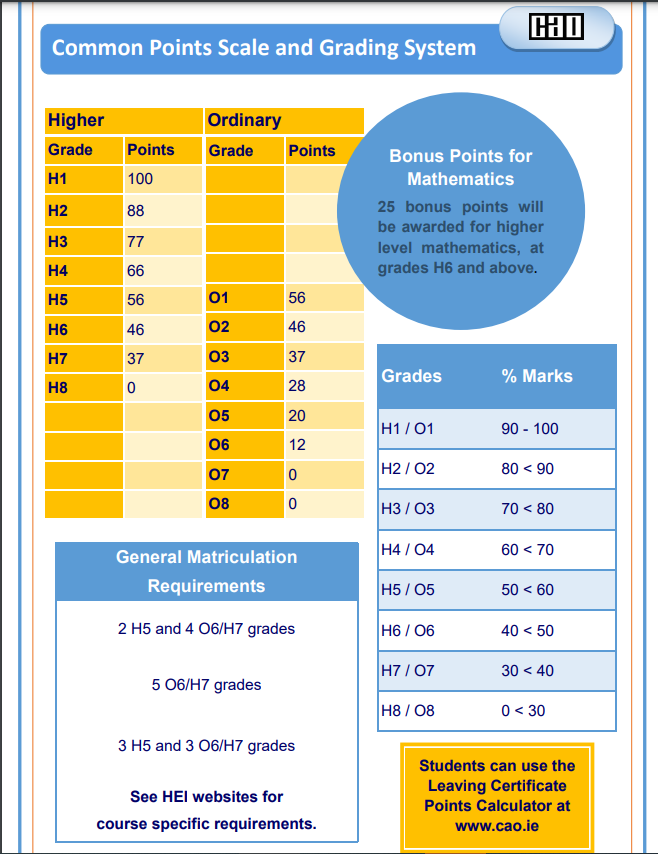 HEI
Common Points Scale and Grading System
Higher Ordinary
Grade Points Grade Points
H1 100
H2 88
H3 77
H4 66
H5 56 O1 56
H6 46 O2 46
H7 37 O3 37
H8 0 O4 28
O5 20
O6 12
O7 0
O8 0
Bonus Points for
Mathematics
25 bonus points will
be awarded for higher
level mathematics, at
grades H6 and above.
Grades % Marks
H1 / O1 90 - 100
H2 / O2 80 < 90
H3 / O3 70 < 80
H4 / O4 60 < 70
H5 / O5 50 < 60
H6 / O6 40 < 50
H7 / O7 30 < 40
H8 / O8 0 < 30
General Matriculation
Requirements
2 H5 and 4 O6/H7 grades
5 O6/H7 grades
3 H5 and 3 O6/H7 grades
See HEI websites for
course specific requirements.
Students can use the
Leaving Certificate
Points Calculator at
www.cao.ie